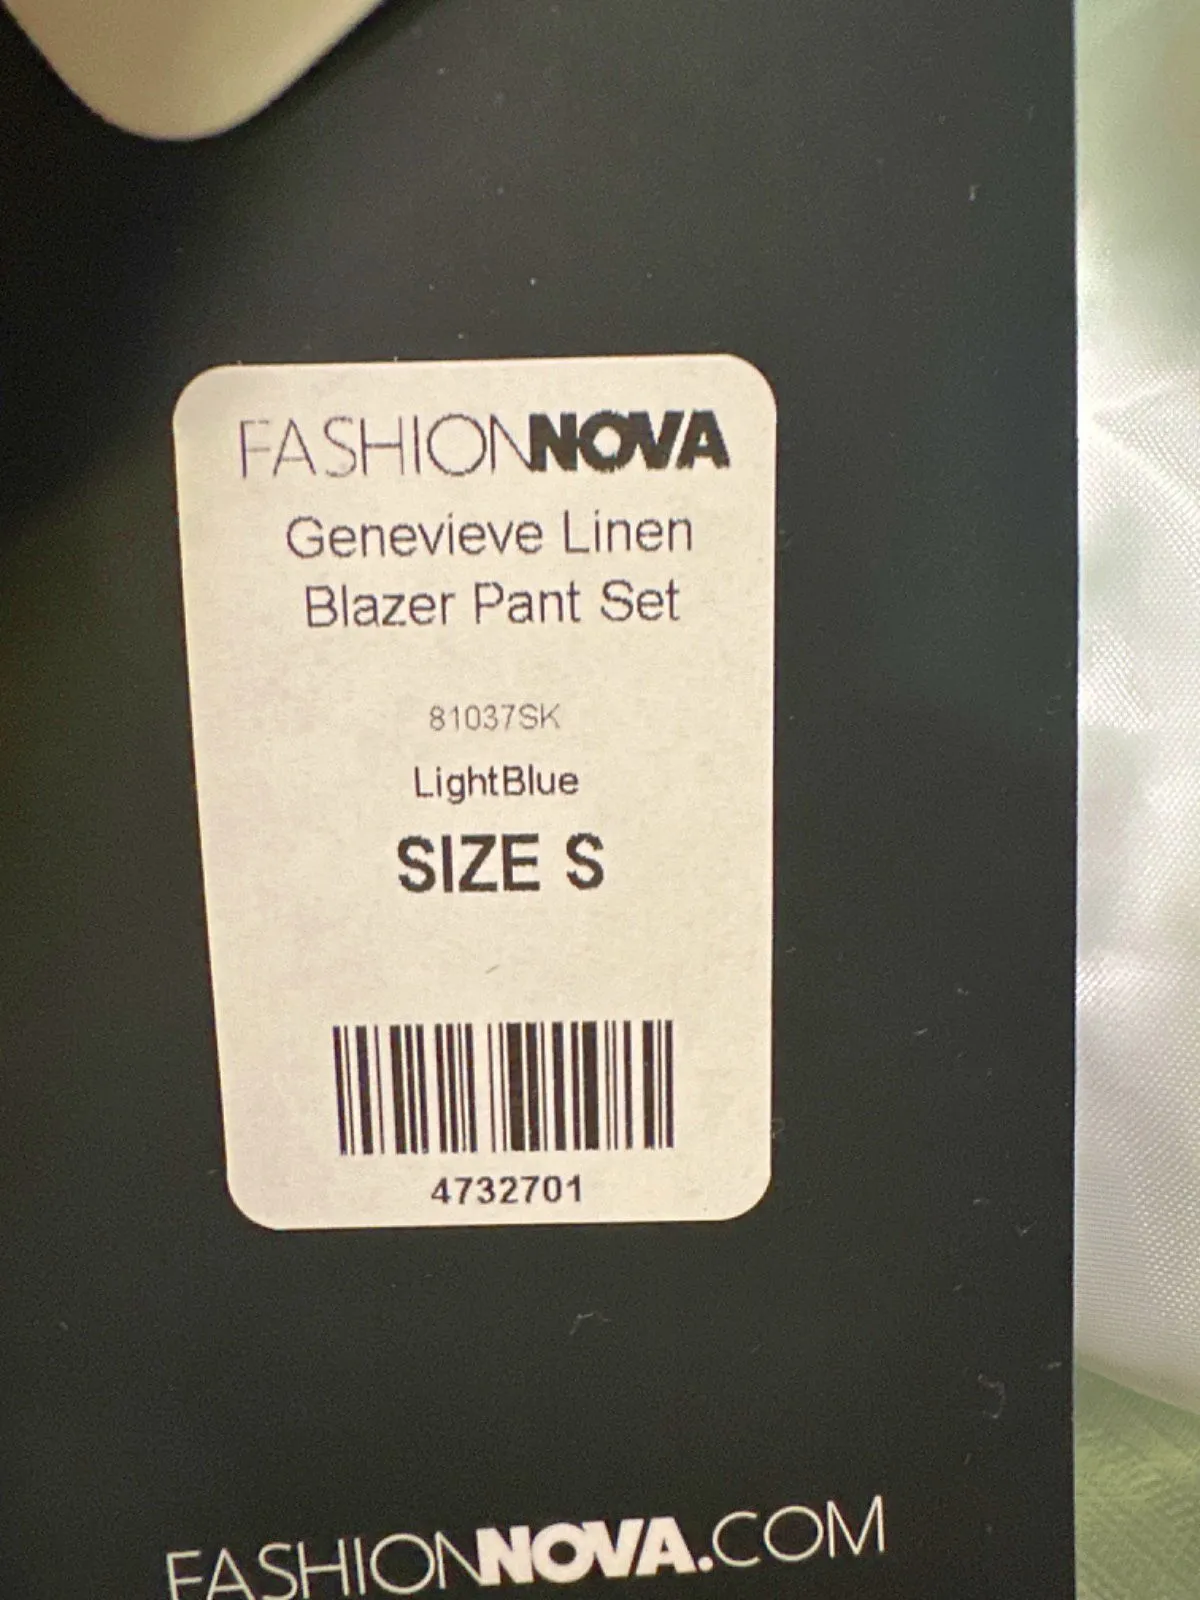 FASHIONNOVA
Genevieve Linen
Blazer Pant Set
81037SK
LightBlue
SIZE S
4732701
FASHIONNOVA.COM